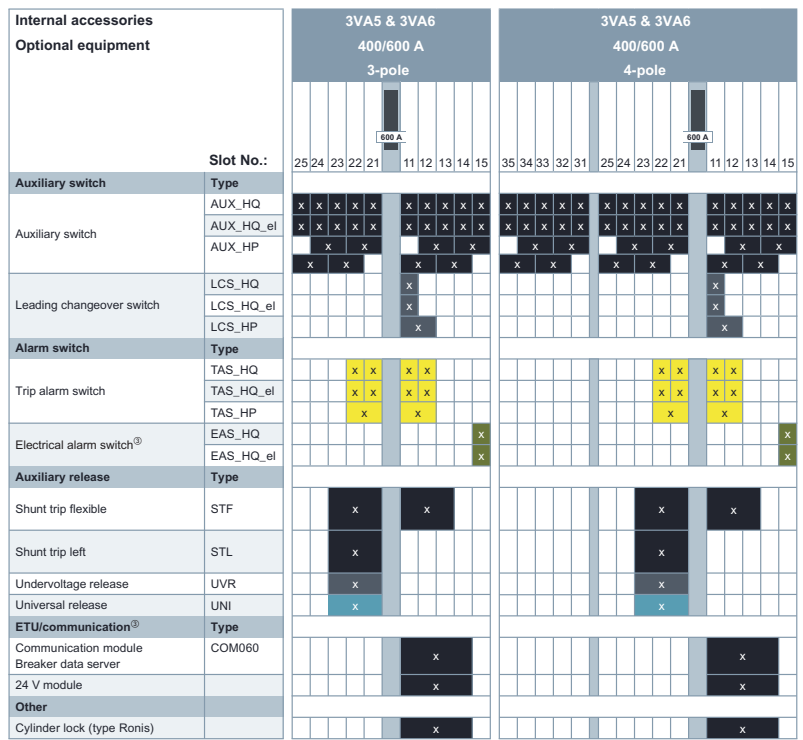 Internal accessories 3VA5 & 3VA6 3VA5 & 3VA6
Optional equipment 400/600 A 400/600 A
3-pole 4-pole
600 A 600 A
Slot No.: 25 24 23 22 21 11 12 13 14 15 35 34 33 32 31 25 24 23 22 21 11 12 13 14 15
Auxiliary switch Type
AUX_HQ x x x x x x x x x x x x x x x x x x x x x x x x x
Auxiliary switch AUX_HQ_el x x x x x x x x x x x x x x x x x x x x x x x x x
AUX_HP x x x x x x x x x x
x x x x x x x x x x
LCS_HQ x x
Leading changeover switch LCS_HQ_el x x
LCS_HP x x
Alarm switch Type
TAS_HQ x x x x x x x x
Trip alarm switch TAS_HQ_el x x x x x x x x
TAS_HP x x x x
Electrical alarm switch③ EAS_HQ x x
EAS_HQ_el x x
Auxiliary release Type
Shunt trip flexible STF x x x x
Shunt trip left STL x x
Undervoltage release UVR x x
Universal release UNI x x
ETU/communication③ Type
Communication module COM060 x x
Breaker data server
24 V module x x
Other
Cylinder lock (type Ronis) x x